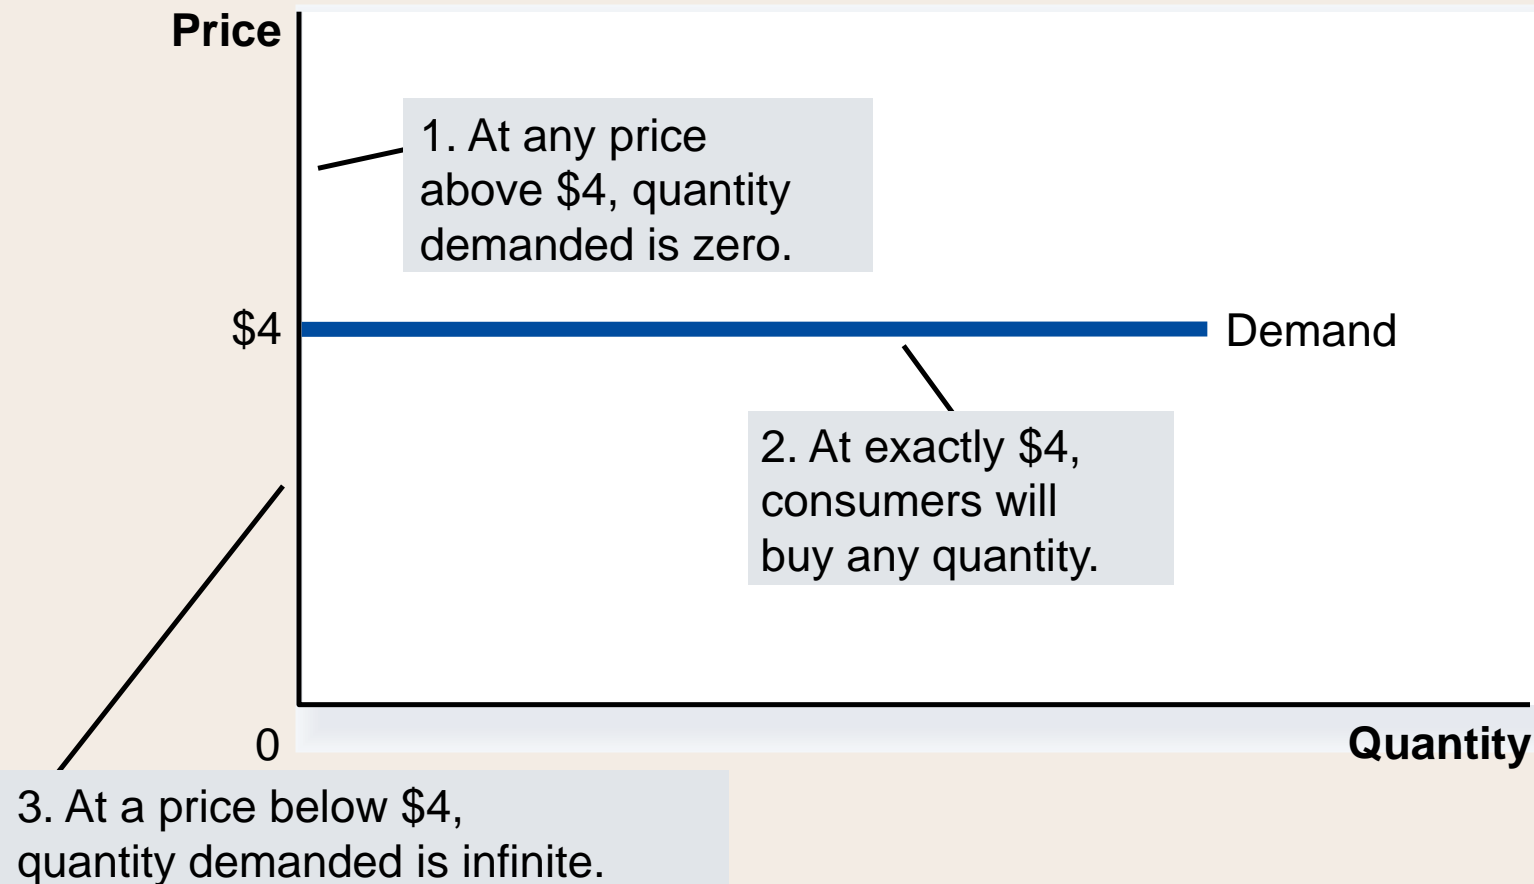 Price
1. At any price
above $4, quantity
demanded is zero.
$4
Demand
2. At exactly $4,
consumers will
buy any quantity.
0
Quantity
3. At a price below $4,
quantity demanded is infinite.